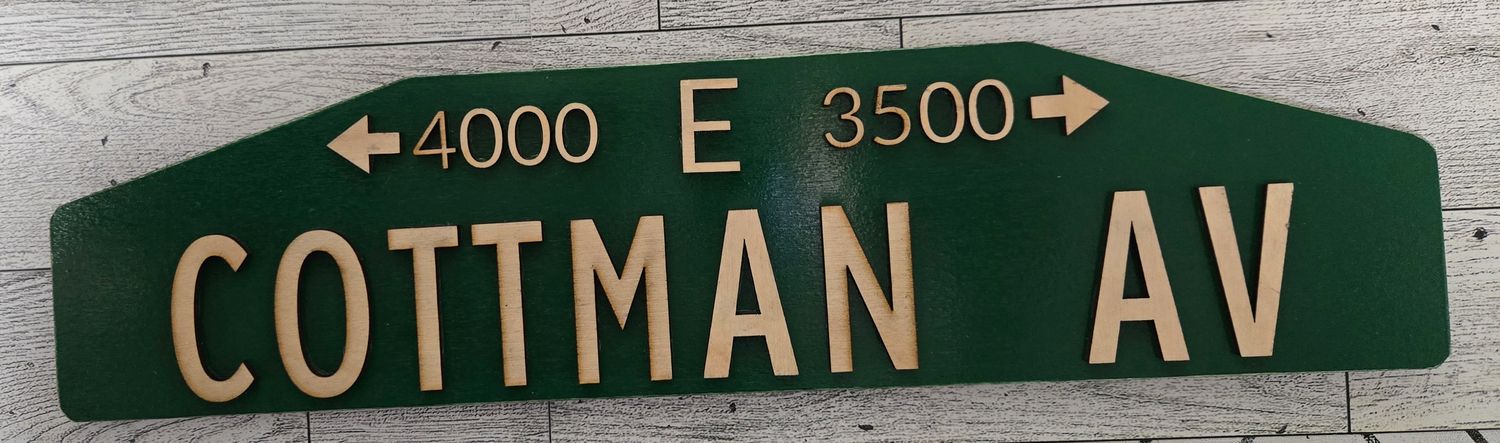 ← 4000 E 3500 →
COTTMAN AV